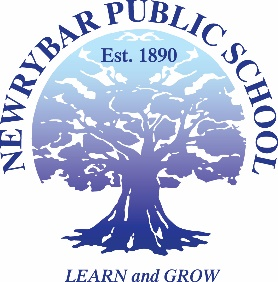 NEWRYBAR PUBLIC SCHOOL
Est. 1890
LEARN and GROW